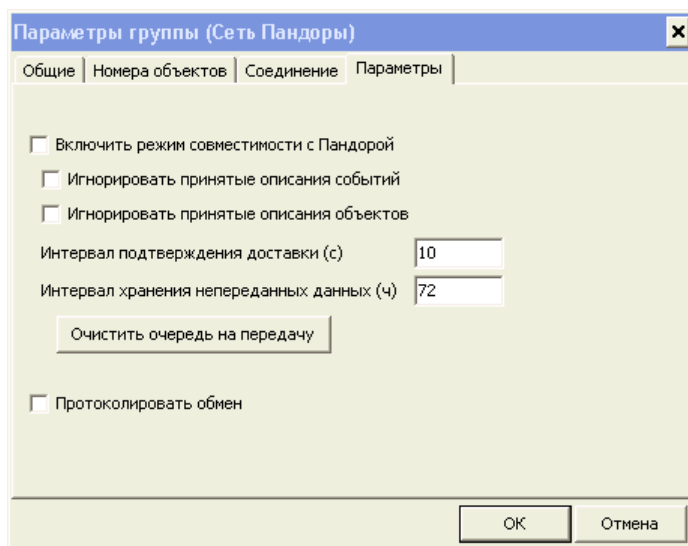 Параметры группы (Сеть Пандоры)
Общие Номера объектов Соединение Параметры
Включить режим совместимости с Пандорой
Игнорировать принятые описания событий
Игнорировать принятые описания объектов
Интервал подтверждения доставки (с) 10
Интервал хранения непереданных данных (ч) 72
Очистить очередь на передачу
Протоколировать обмен
ОК Отмена